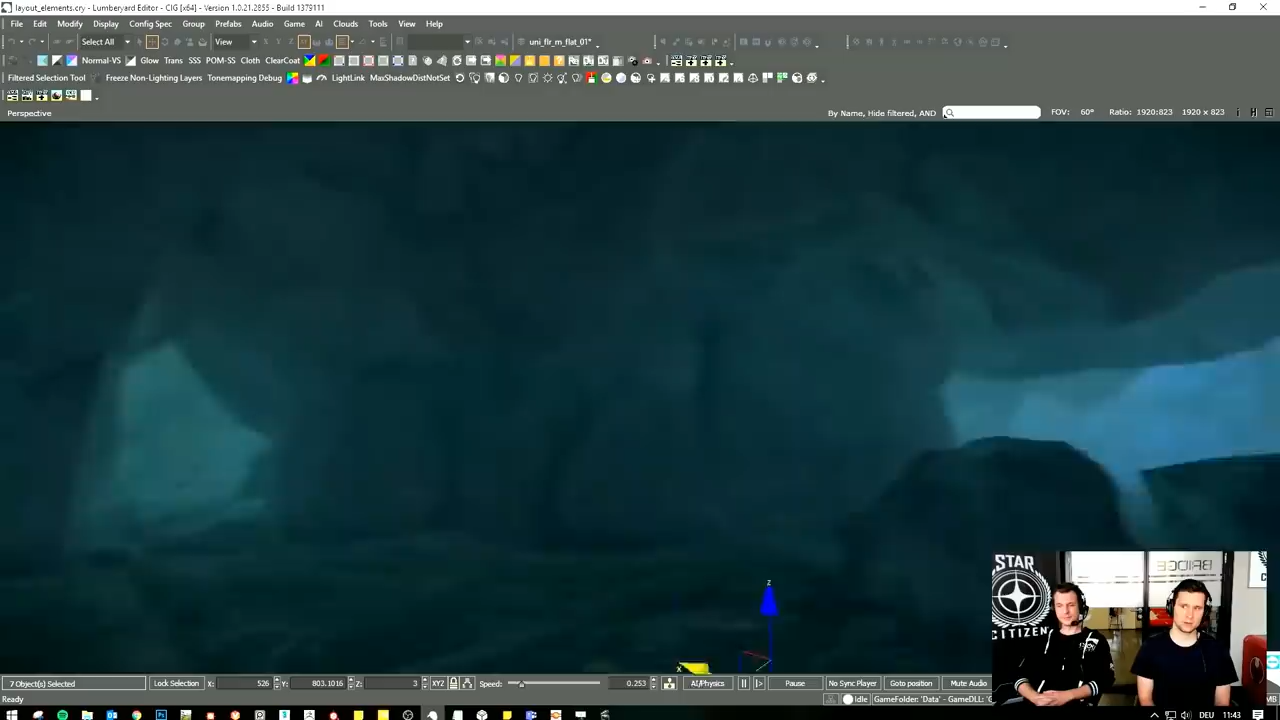 layout_elements.cry - Lumberyard Editor - CIG [x64] - Version 1.0.21.2855 - Build 1379111
File Edit Modify Display Config Spec Group Prefabs Audio Game AI Clouds Tools View Help
Select All View uni_flr_m_flat_01*
Normal-VS Glow Trans SSS POM-SS Cloth ClearCoat
Filtered Selection Tool Freeze Non-Lighting Layers Tonemapping Debug LightLink MaxShadowDistNotSet
Perspective By Name, Hide filtered, AND FOV: 60° Ratio: 1920:823 1920 x 823
z
x
STAR
CITIZEN
BRIDGE
7 Object(s) Selected Lock Selection X: 526 Y: 803.1016 Z: 3 XYZ Speed: 0.253 AI/Physics Pause No Sync Player Goto position Mute Audio
Ready Idle GameFolder: 'Data' - GameDLL: MB
DEU 11:43